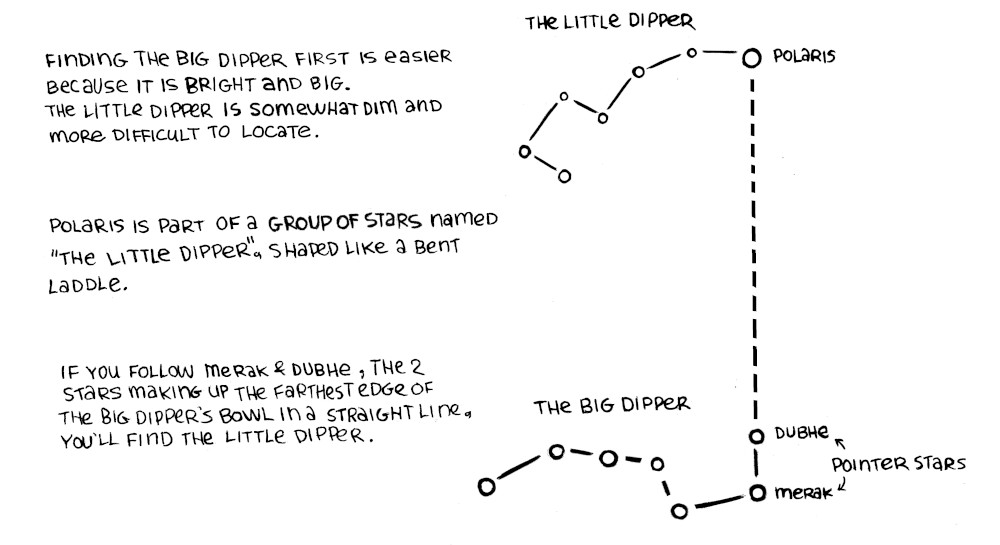 THE LITTLE DIPPER
POLARIS
FINDING THE BIG DIPPER FIRST IS EASIER
BECAUSE IT IS BRIGHT AND BIG.
THE LITTLE DIPPER IS SOMEWHAT DIM AND
MORE DIFFICULT TO LOCATE.
POLARIS IS PART OF A GROUP OF STARS NAMED
"THE LITTLE DIPPER", SHAPED LIKE A BENT
LADDLE.
IF YOU FOLLOW MERAK & DUBHE, THE 2
STARS MAKING UP THE FARTHEST EDGE OF
THE BIG DIPPER'S BOWL IN A STRAIGHT LINE,
YOU'LL FIND THE LITTLE DIPPER.
THE BIG DIPPER
DUBHE
POINTER STARS
MERAK